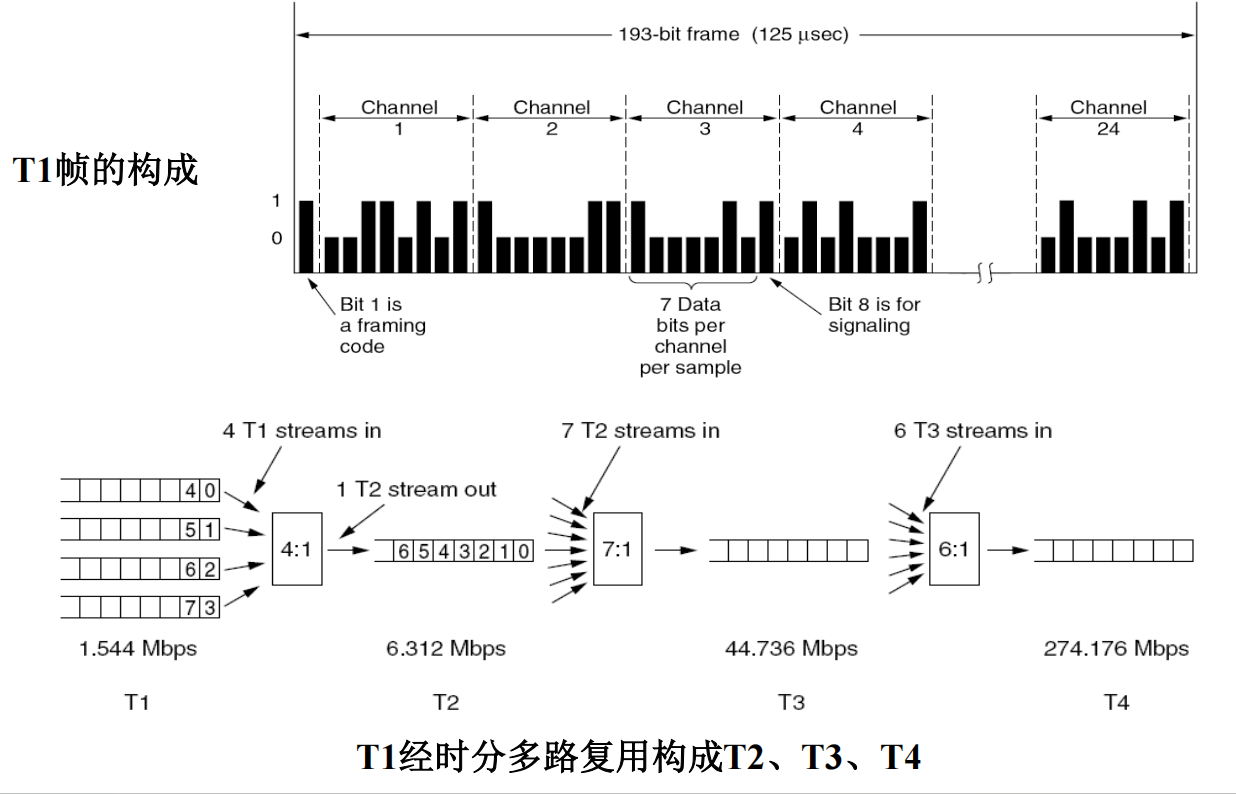 193-bit frame (125 μsec)
Channel 1
Channel 2
Channel 3
Channel 4
Channel 24
T1帧的构成
1
0
Bit 1 is
a framing
code
7 Data
bits per
channel
per sample
Bit 8 is for
signaling
4 T1 streams in
7 T2 streams in
6 T3 streams in
1 T2 stream out
4 0
5 1
6 2
7 3
4:1
6 5 4 3 2 1 0
7:1
6:1
1.544 Mbps
6.312 Mbps
44.736 Mbps
274.176 Mbps
T1
T2
T3
T4
T1经时分多路复用构成T2、T3、T4